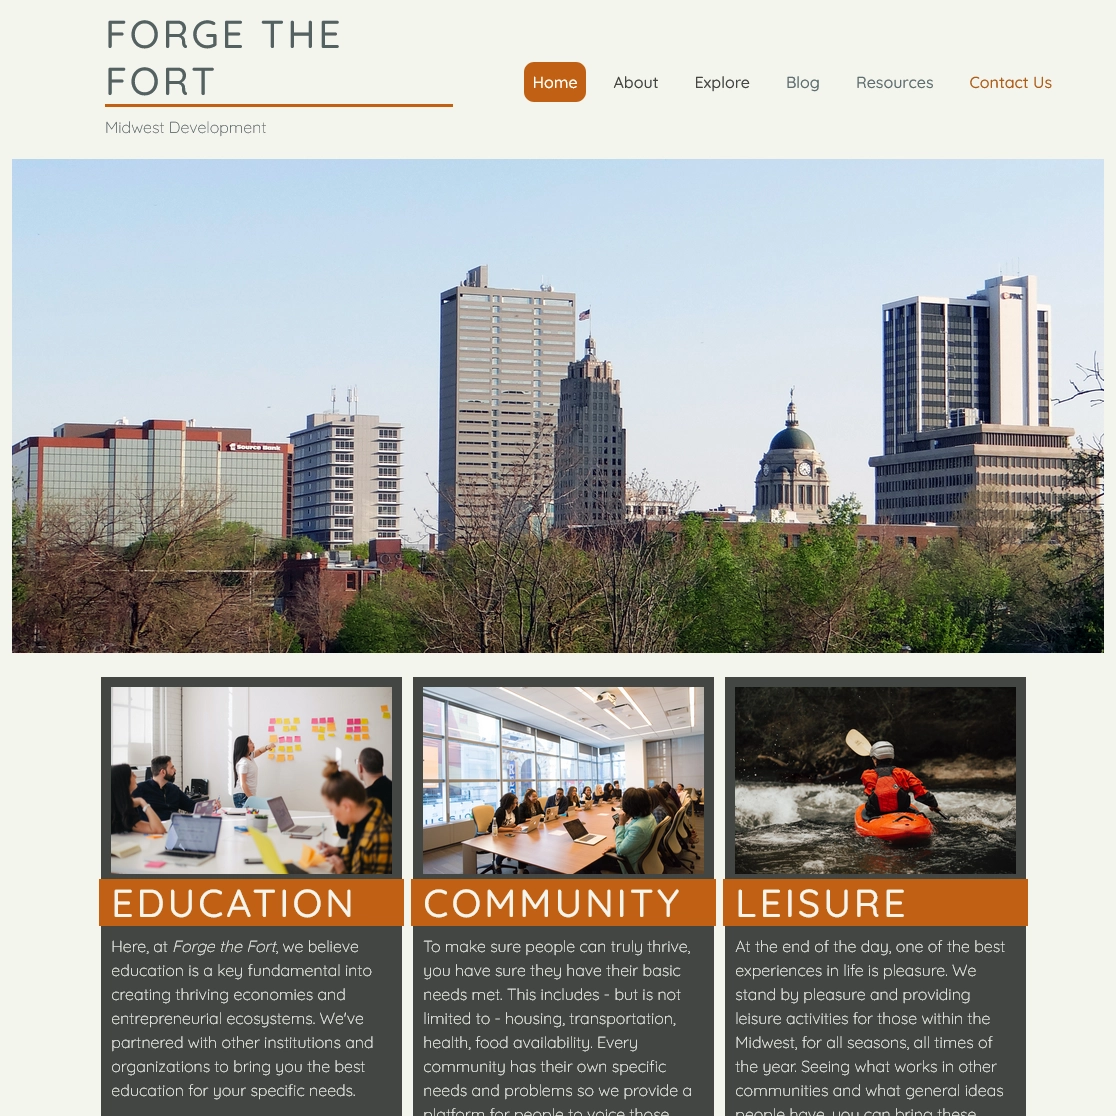 FORGE THE
FORT
Midwest Development
Home About Explore Blog Resources Contact Us
1st Source Bank
PNC
EDUCATION
Here, at Forge the Fort, we believe
education is a key fundamental into
creating thriving economies and
entrepreneurial ecosystems. We've
partnered with other institutions and
organizations to bring you the best
education for your specific needs.
COMMUNITY
To make sure people can truly thrive,
you have sure they have their basic
needs met. This includes - but is not
limited to - housing, transportation,
health, food availability. Every
community has their own specific
needs and problems so we provide a
platform for people to voice those
LEISURE
At the end of the day, one of the best
experiences in life is pleasure. We
stand by pleasure and providing
leisure activities for those within the
Midwest, for all seasons, all times of
the year. Seeing what works in other
communities and what general ideas
people have, you can bring these